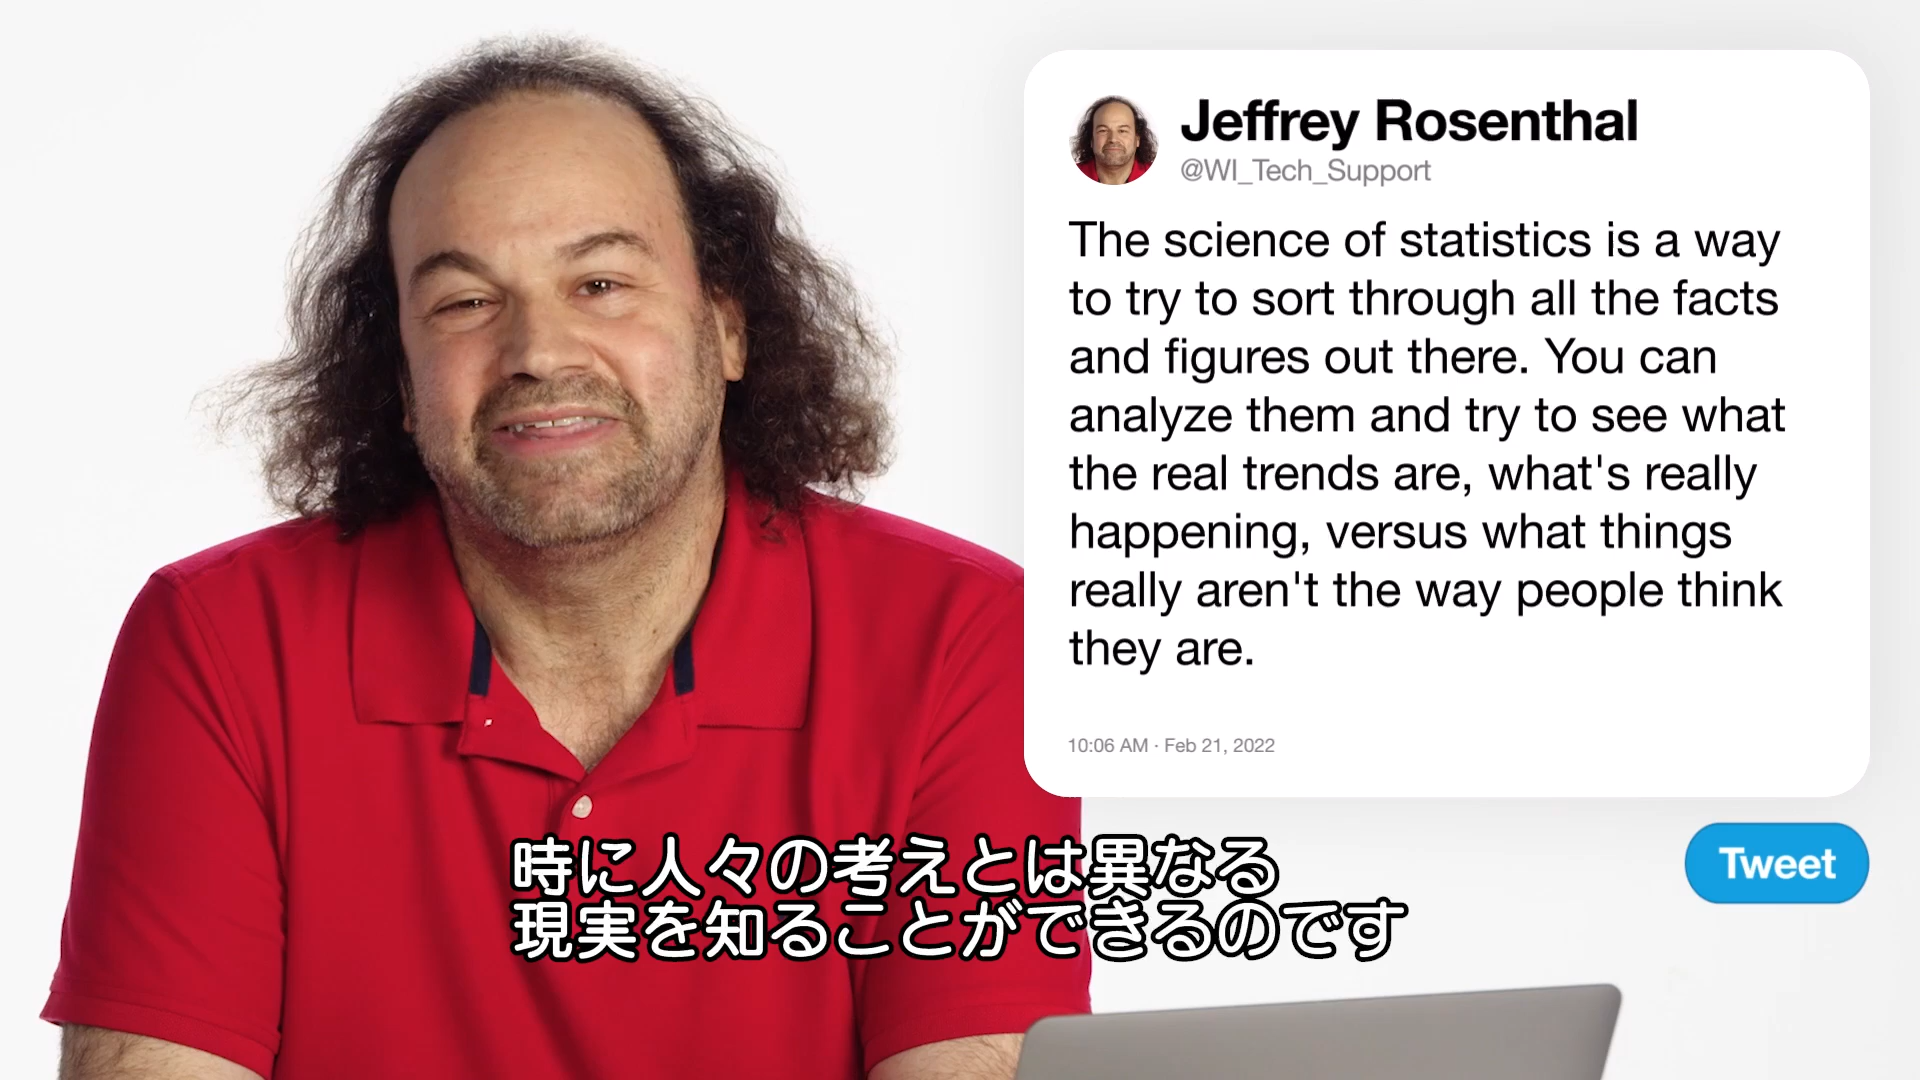 Jeffrey Rosenthal
@WI_Tech_Support
The science of statistics is a way
to try to sort through all the facts
and figures out there. You can
analyze them and try to see what
the real trends are, what's really
happening, versus what things
really aren't the way people think
they are.
10:06 AM · Feb 21, 2022
Tweet
時に人々の考えとは異なる
現実を知ることができるのです